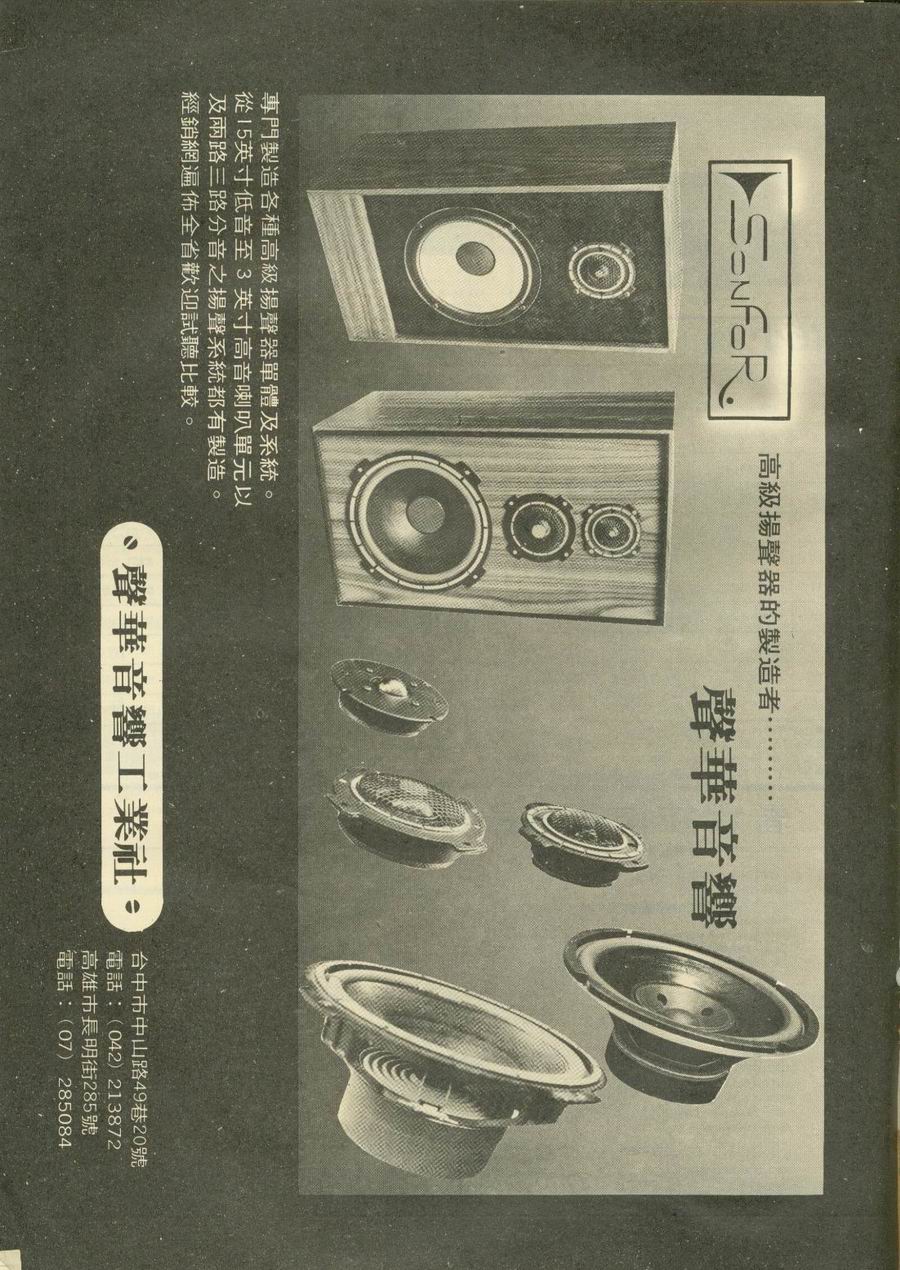 SONFOR
高級揚聲器的製造者………
聲華音響
專門製造各種高級揚聲器單體及系統。
從15英寸低音至3英寸高音喇叭單元以
及兩路三路分音之揚聲系統都有製造。
經銷網遍佈全省歡迎試聽比較。
聲華音響工業社
台中市中山路49巷20號
電話：(042) 213872
高雄市長明街285號
電話：(07) 285084